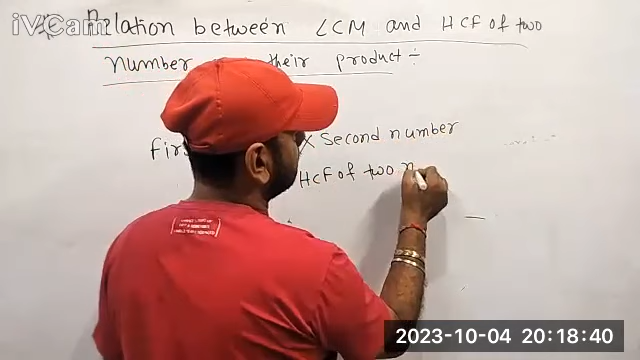 iVCam
Relation between LCM and HCF of two
Number their product ÷
Firs × Second number
HCF of two n
2023-10-04 20:18:40